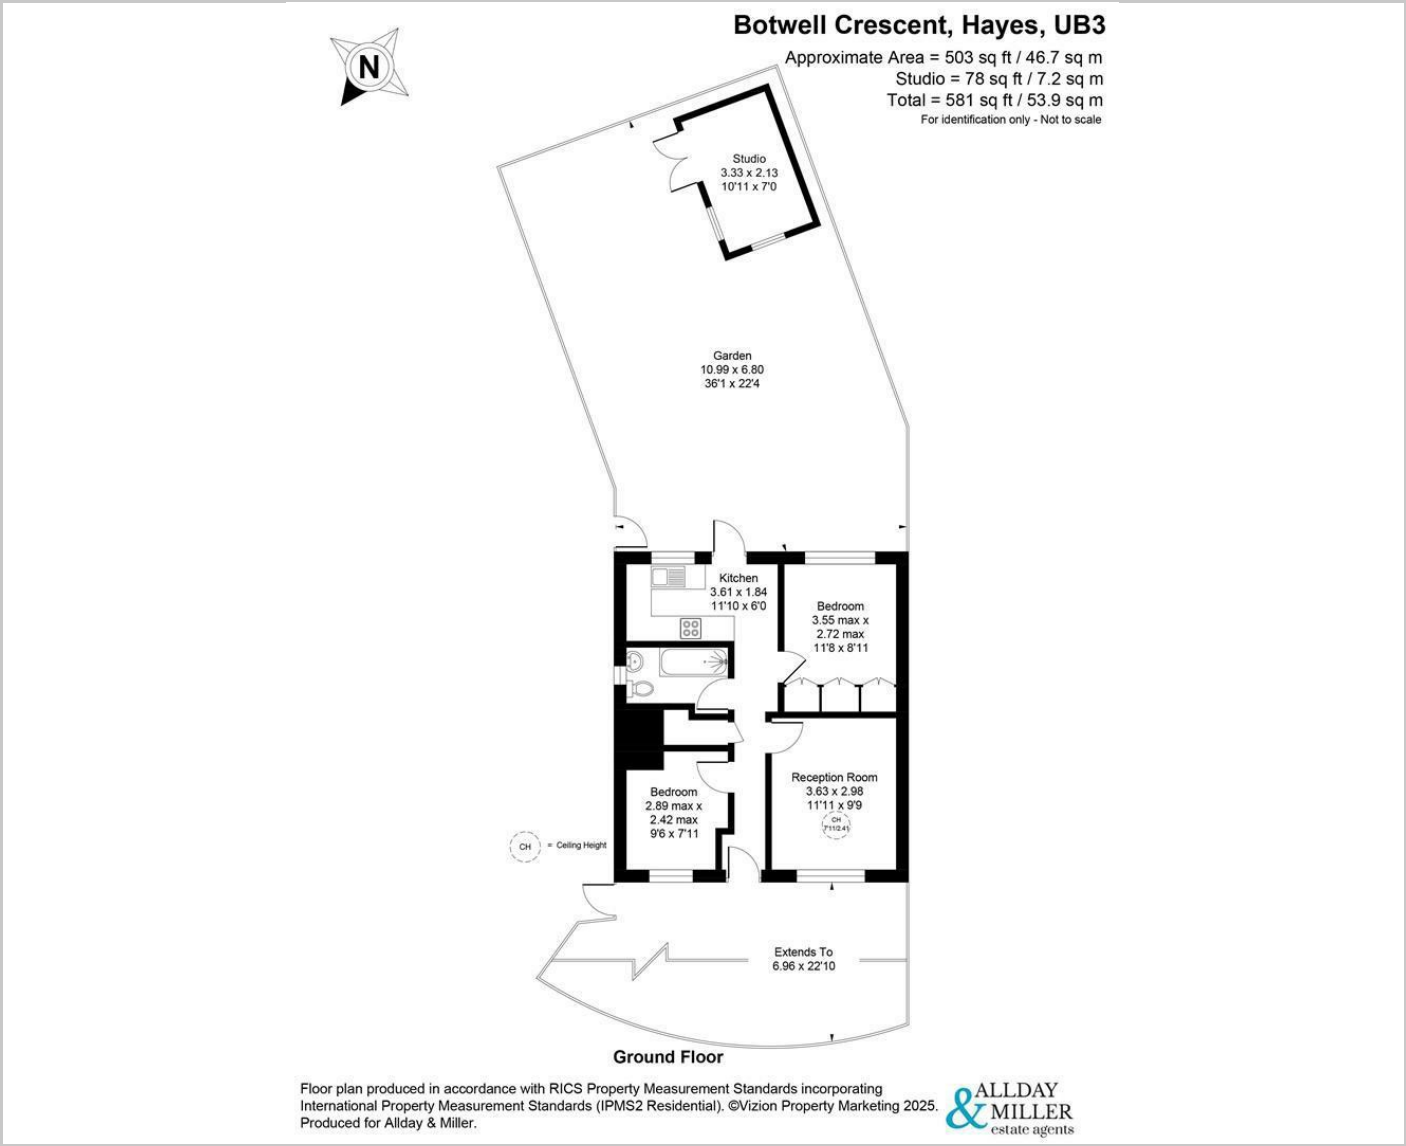 Botwell Crescent, Hayes, UB3
Approximate Area = 503 sq ft / 46.7 sq m
Studio = 78 sq ft / 7.2 sq m
Total = 581 sq ft / 53.9 sq m
For identification only - Not to scale
N
Studio
3.33 x 2.13
10'11 x 7'0
Garden
10.99 x 6.80
36'1 x 22'4
Kitchen
3.61 x 1.84
11'10 x 6'0
Bedroom
3.55 max x
2.72 max
11'8 x 8'11
Reception Room
3.63 x 2.98
11'11 x 9'9
CH
7'11/2.41
Bedroom
2.89 max x
2.42 max
9'6 x 7'11
CH = Ceiling Height
Extends To
6.96 x 22'10
Ground Floor
Floor plan produced in accordance with RICS Property Measurement Standards incorporating
International Property Measurement Standards (IPMS2 Residential). ©Vizion Property Marketing 2025.
Produced for Allday & Miller.
ALLDAY
& MILLER
estate agents